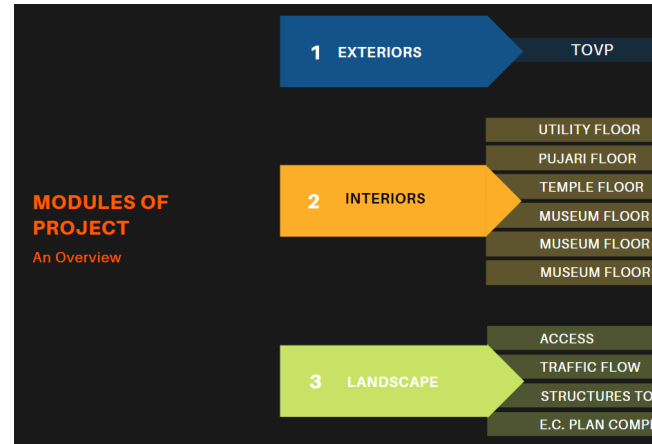 1 EXTERIORS
TOVP
UTILITY FLOOR
PUJARI FLOOR
TEMPLE FLOOR
MODULES OF
PROJECT
An Overview
2 INTERIORS
MUSEUM FLOOR
MUSEUM FLOOR
MUSEUM FLOOR
ACCESS
TRAFFIC FLOW
3 LANDSCAPE
STRUCTURES TO
E.C. PLAN